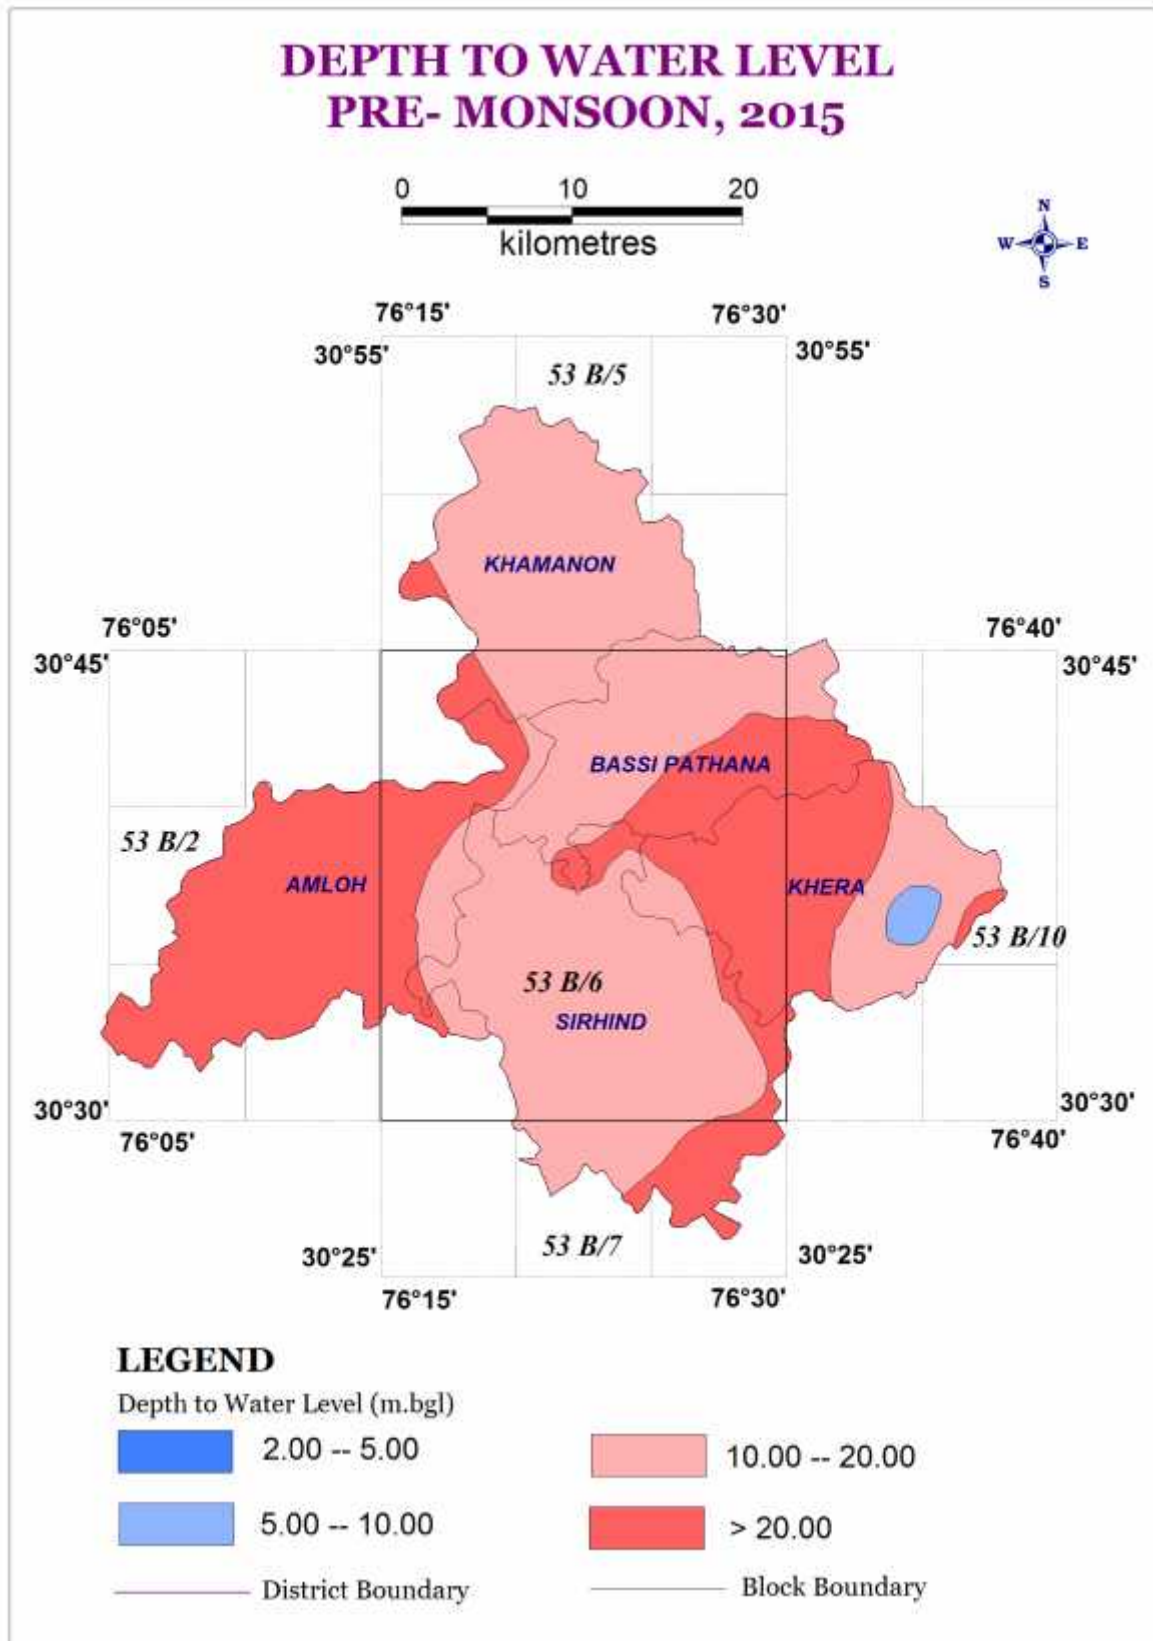 DEPTH TO WATER LEVEL
PRE- MONSOON, 2015
0 10 20
kilometres
N
W E
S
76°15' 76°30'
30°55' 30°55'
53 B/5
KHAMANON
76°05' 76°40'
30°45' 30°45'
BASSI PATHANA
53 B/2
AMLOH KHERA
53 B/10
53 B/6
SIRHIND
30°30' 30°30'
76°05' 76°40'
53 B/7
30°25' 30°25'
76°15' 76°30'
LEGEND
Depth to Water Level (m.bgl)
2.00 -- 5.00 10.00 -- 20.00
5.00 -- 10.00 > 20.00
District Boundary Block Boundary